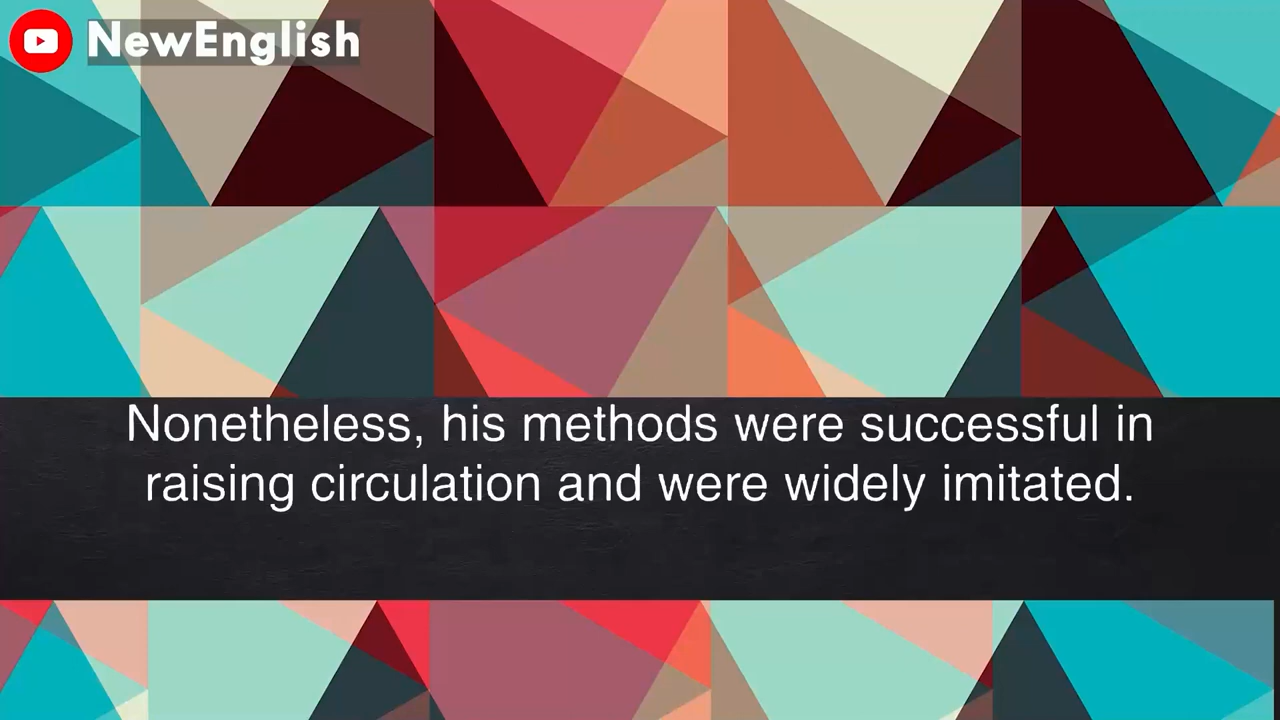 NewEnglish
Nonetheless, his methods were successful in
raising circulation and were widely imitated.